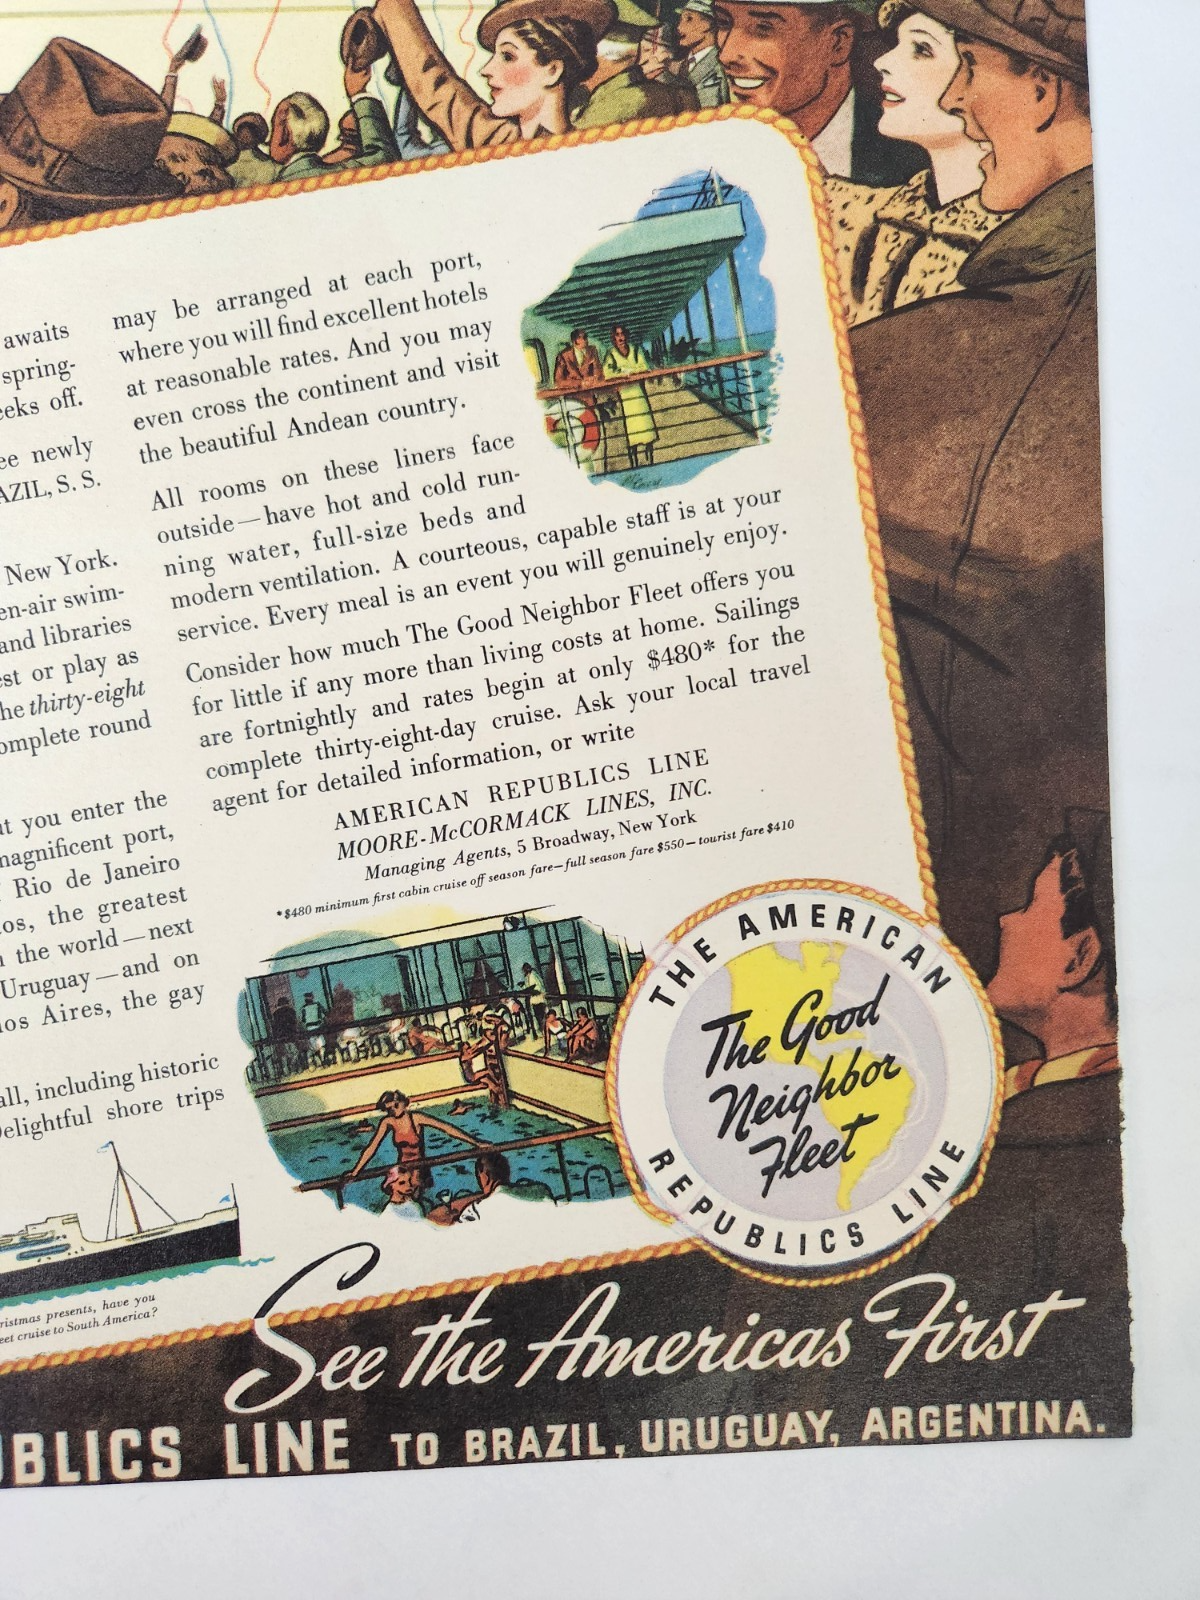 awaits
spring-
eeks off.
ee newly
AZIL, S. S.
New York.
en-air swim-
and libraries
est or play as
he thirty-eight
omplete round
ut you enter the
magnificent port,
Rio de Janeiro
os, the greatest
the world—next
Uruguay—and on
os Aires, the gay
all, including historic
elightful shore trips
ristmas presents, have you
eet cruise to South America?
may be arranged at each port,
where you will find excellent hotels
at reasonable rates. And you may
even cross the continent and visit
the beautiful Andean country.
All rooms on these liners face
outside—have hot and cold run-
ning water, full-size beds and
modern ventilation. A courteous, capable staff is at your
service. Every meal is an event you will genuinely enjoy.
Consider how much The Good Neighbor Fleet offers you
for little if any more than living costs at home. Sailings
are fortnightly and rates begin at only $480* for the
complete thirty-eight-day cruise. Ask your local travel
agent for detailed information, or write
AMERICAN REPUBLICS LINE
MOORE-McCORMACK LINES, INC.
Managing Agents, 5 Broadway, New York
*$480 minimum first cabin cruise off season fare—full season fare $550—tourist fare $410
THE AMERICAN
The Good
Neighbor
Fleet
REPUBLICS LINE
See the Americas First
UBLICS LINE TO BRAZIL, URUGUAY, ARGENTINA.